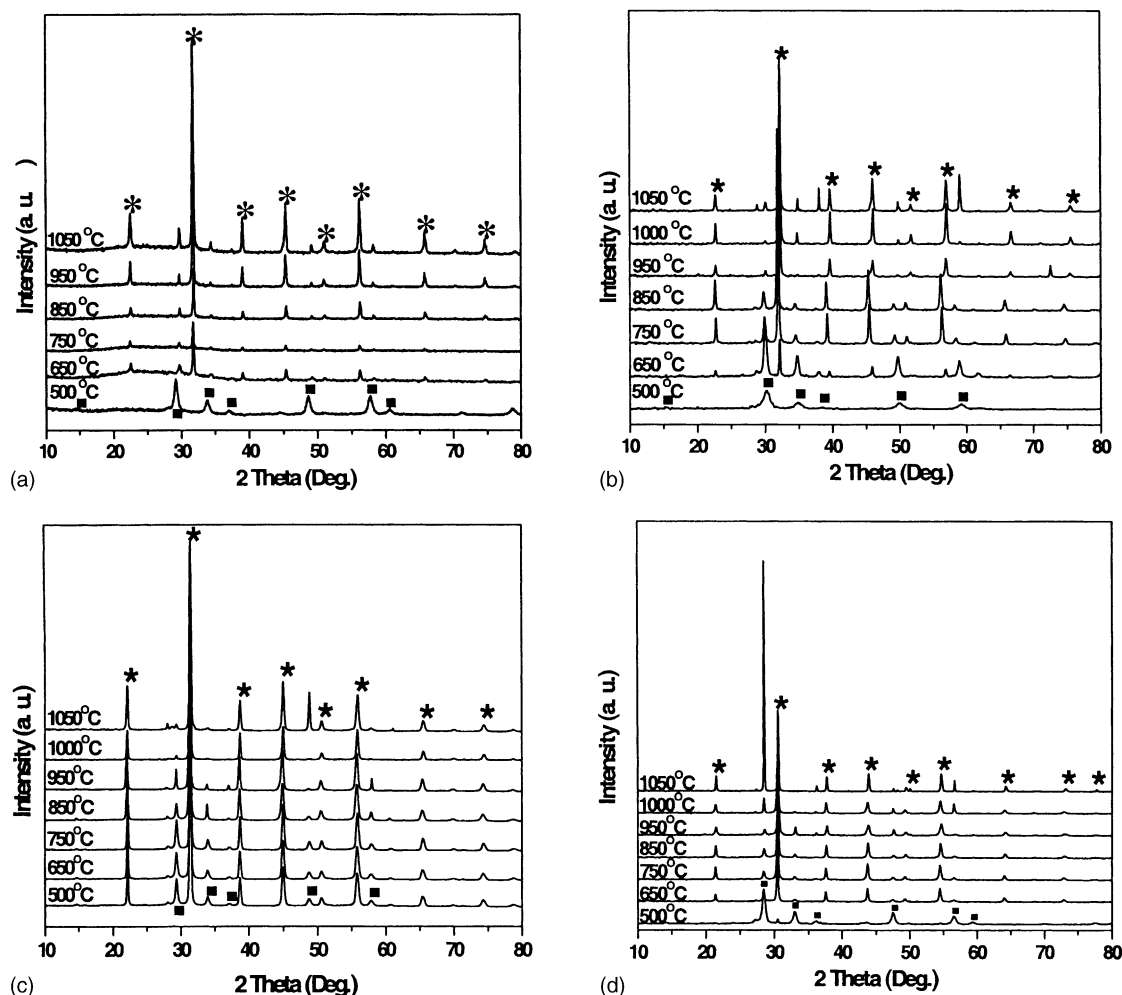 Intensity (a. u. )
1050 °C
950 °C
850 °C
750 °C
650 °C
500 °C
10 20 30 40 50 60 70 80
2 Theta (Deg.)
(a)
Intensity (a. u.)
1050 °C
1000 °C
950 °C
850 °C
750 °C
650 °C
500 °C
10 20 30 40 50 60 70 80
2 Theta (Deg.)
(b)
Intensity (a. u.)
1050°C
1000°C
950°C
850°C
750°C
650°C
500°C
10 20 30 40 50 60 70 80
2 Theta (Deg.)
(c)
Intensity (a. u.)
1050°C
1000°C
950°C
850°C
750°C
650°C
500°C
10 20 30 40 50 60 70 80
2 Theta (Deg.)
(d)